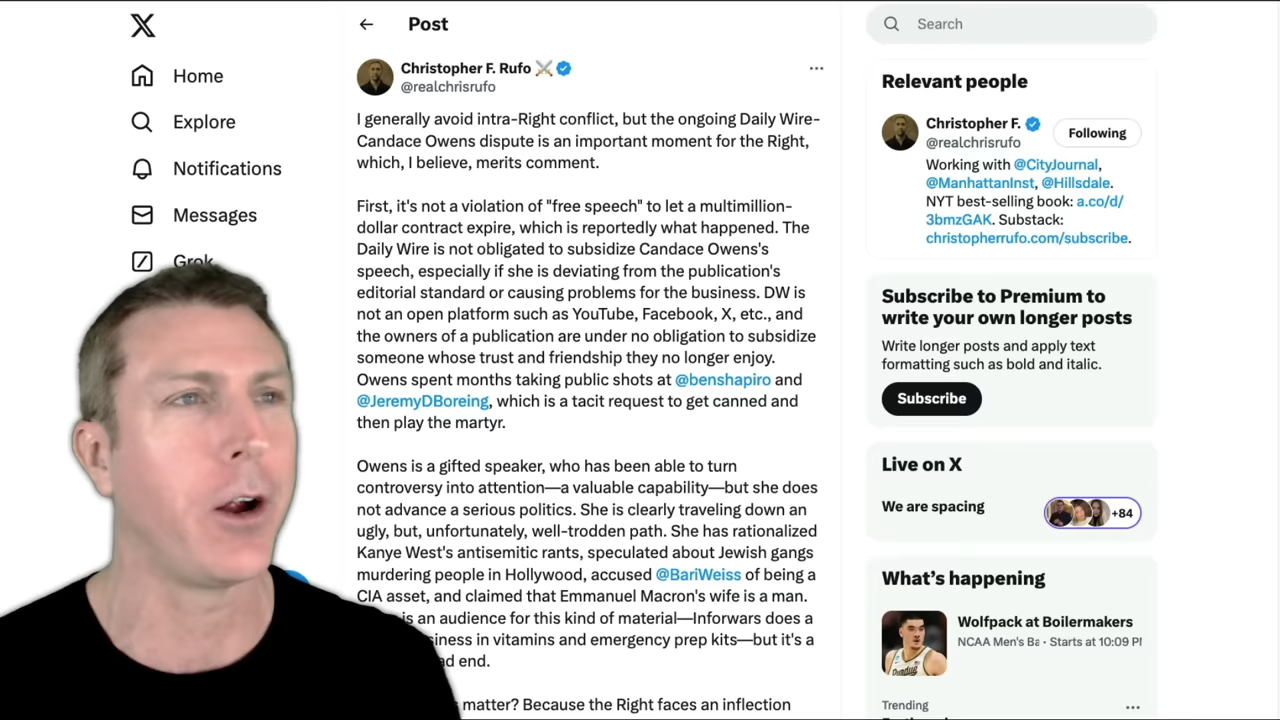 Home
Explore
Notifications
Messages
Grok
Post
Christopher F. Rufo
@realchrisrufo
I generally avoid intra-Right conflict, but the ongoing Daily Wire-
Candace Owens dispute is an important moment for the Right,
which, I believe, merits comment.
First, it's not a violation of "free speech" to let a multimillion-
dollar contract expire, which is reportedly what happened. The
Daily Wire is not obligated to subsidize Candace Owens's
speech, especially if she is deviating from the publication's
editorial standard or causing problems for the business. DW is
not an open platform such as YouTube, Facebook, X, etc., and
the owners of a publication are under no obligation to subsidize
someone whose trust and friendship they no longer enjoy.
Owens spent months taking public shots at @benshapiro and
@JeremyDBoreing, which is a tacit request to get canned and
then play the martyr.
Owens is a gifted speaker, who has been able to turn
controversy into attention—a valuable capability—but she does
not advance a serious politics. She is clearly traveling down an
ugly, but, unfortunately, well-trodden path. She has rationalized
Kanye West's antisemitic rants, speculated about Jewish gangs
murdering people in Hollywood, accused @BariWeiss of being a
CIA asset, and claimed that Emmanuel Macron's wife is a man.
is an audience for this kind of material—Inforwars does a
in vitamins and emergency prep kits—but it's a
end.
matter? Because the Right faces an inflection
Search
Relevant people
Christopher F.
Following
@realchrisrufo
Working with @CityJournal,
@ManhattanInst, @Hillsdale.
NYT best-selling book: a.co/d/
3bmzGAK. Substack:
christopherrufo.com/subscribe.
Subscribe to Premium to
write your own longer posts
Write longer posts and apply text
formatting such as bold and italic.
Subscribe
Live on X
We are spacing
+84
What's happening
Wolfpack at Boilermakers
NCAA Men's Ba · Starts at 10:09 PM
Trending